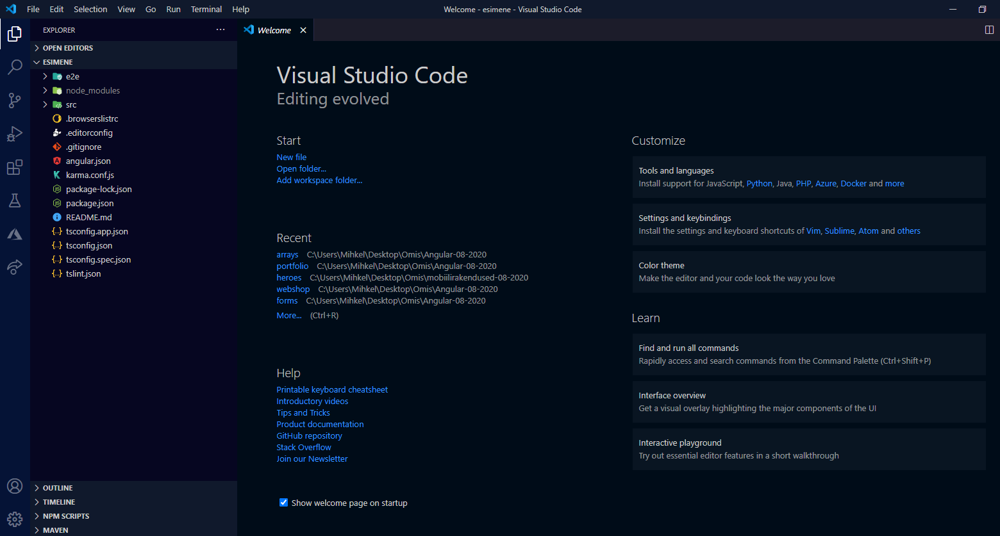 File Edit Selection View Go Run Terminal Help
Welcome - esimene - Visual Studio Code
EXPLORER
OPEN EDITORS
ESIMENE
e2e
node_modules
src
.browserslistrc
.editorconfig
.gitignore
angular.json
karma.conf.js
package-lock.json
package.json
README.md
tsconfig.app.json
tsconfig.json
tsconfig.spec.json
tslint.json
OUTLINE
TIMELINE
NPM SCRIPTS
MAVEN
Welcome
Visual Studio Code
Editing evolved
Start
New file
Open folder...
Add workspace folder...
Recent
arrays C:\Users\Mihkel\Desktop\Omis\Angular-08-2020
portfolio C:\Users\Mihkel\Desktop\Omis\Angular-08-2020
heroes C:\Users\Mihkel\Desktop\Omis\mobiilirakendused-08-2020
webshop C:\Users\Mihkel\Desktop\Omis\Angular-08-2020
forms C:\Users\Mihkel\Desktop\Omis\Angular-08-2020
More... (Ctrl+R)
Help
Printable keyboard cheatsheet
Introductory videos
Tips and Tricks
Product documentation
GitHub repository
Stack Overflow
Join our Newsletter
Show welcome page on startup
Customize
Tools and languages
Install support for JavaScript, Python, Java, PHP, Azure, Docker and more
Settings and keybindings
Install the settings and keyboard shortcuts of Vim, Sublime, Atom and others
Color theme
Make the editor and your code look the way you love
Learn
Find and run all commands
Rapidly access and search commands from the Command Palette (Ctrl+Shift+P)
Interface overview
Get a visual overlay highlighting the major components of the UI
Interactive playground
Try out essential editor features in a short walkthrough